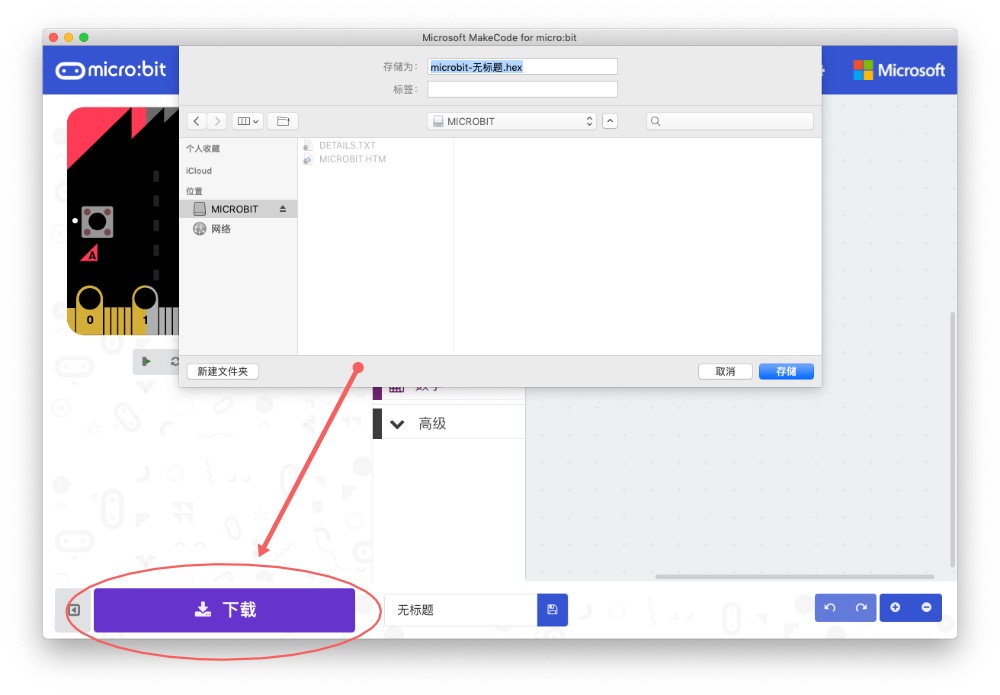 Microsoft MakeCode for micro:bit
micro:bit
Microsoft
存储为:
microbit-无标题.hex
标签:
MICROBIT
个人收藏
iCloud
位置
MICROBIT
网络
DETAILS.TXT
MICROBIT.HTM
A
0
1
新建文件夹
取消
存储
高级
下载
无标题